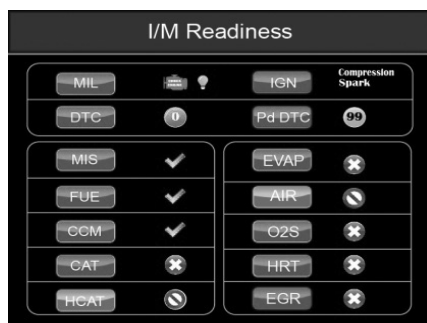 I/M Readiness
MIL IGN Compression
Spark
DTC 0 Pd DTC 99
MIS EVAP
FUE AIR
CCM O2S
CAT HRT
HCAT EGR